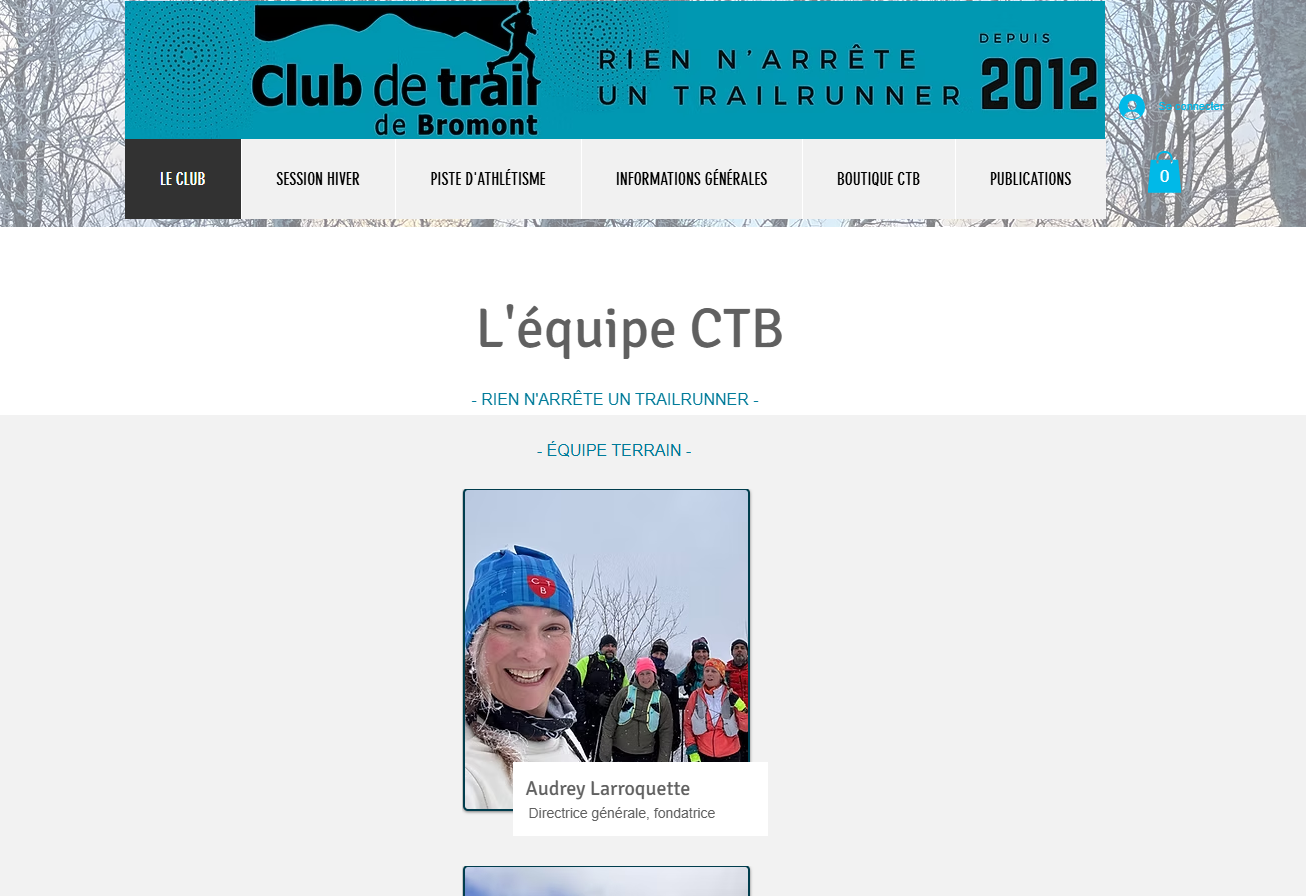 Club de trail
de Bromont
RIEN N'ARRÊTE
UN TRAILRUNNER
DEPUIS
2012
Se connecter
0
LE CLUB
SESSION HIVER
PISTE D'ATHLÉTISME
INFORMATIONS GÉNÉRALES
BOUTIQUE CTB
PUBLICATIONS
L'équipe CTB
- RIEN N'ARRÊTE UN TRAILRUNNER -
- ÉQUIPE TERRAIN -
C T
B
Audrey Larroquette
Directrice générale, fondatrice